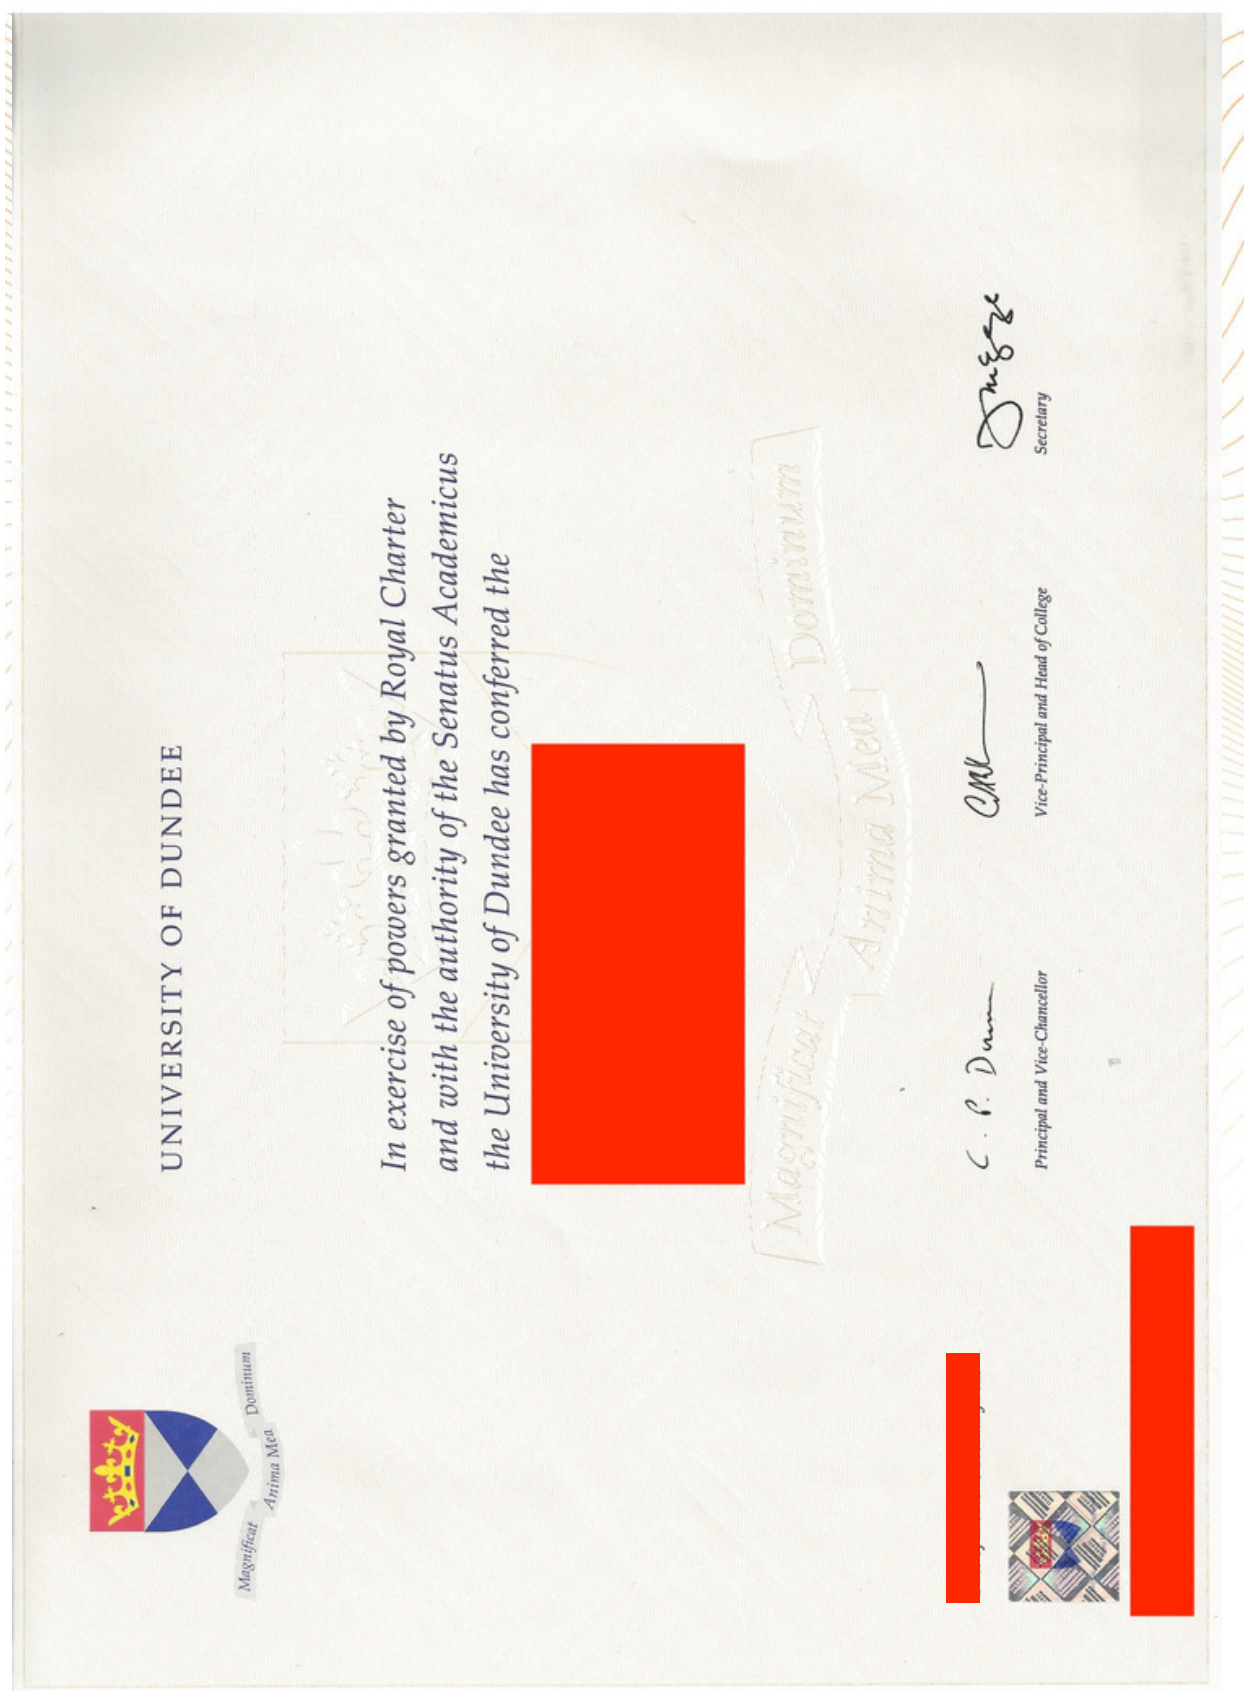 Magnificat Anima Mea Dominum
UNIVERSITY OF DUNDEE
In exercise of powers granted by Royal Charter
and with the authority of the Senatus Academicus
the University of Dundee has conferred the
Magnificat Anima Mea Dominum
C. P. D
Principal and Vice-Chancellor
Vice-Principal and Head of College
Secretary